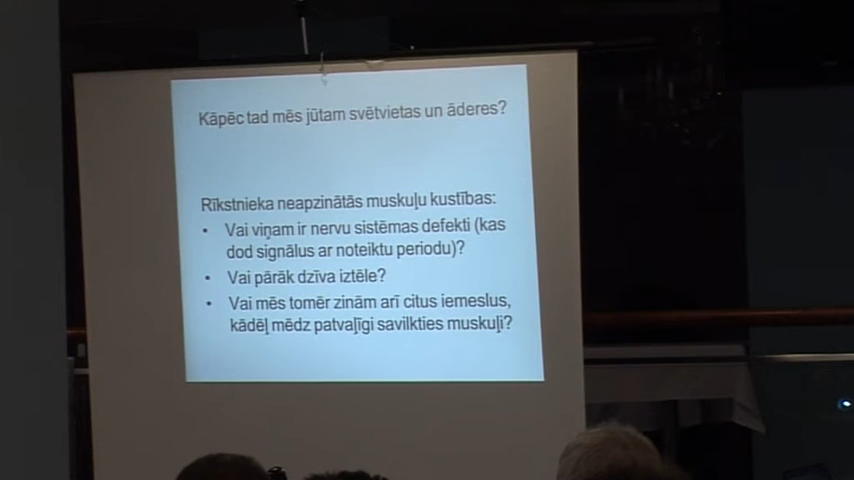 Kāpēc tad mēs jūtam svētvietas un āderes?
Rīkstnieka neapzinātās muskuļu kustības:
• Vai viņam ir nervu sistēmas defekti (kas
dod signālus ar noteiktu periodu)?
• Vai pārāk dzīva iztēle?
• Vai mēs tomēr zinām arī citus iemeslus,
kādēļ mēdz patvaļīgi savilkties muskuļi?